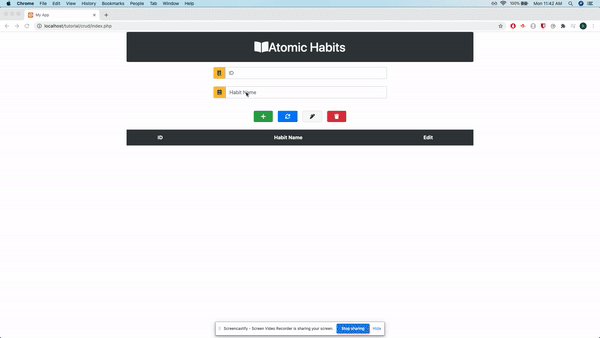 Chrome File Edit View History Bookmarks People Tab Window Help 100% Mon 11:42 AM
My App
localhost/tutorial/crud/index.php
Atomic Habits
ID
Habit Name
ID Habit Name Edit
Screencastify - Screen Video Recorder is sharing your screen. Stop sharing Hide